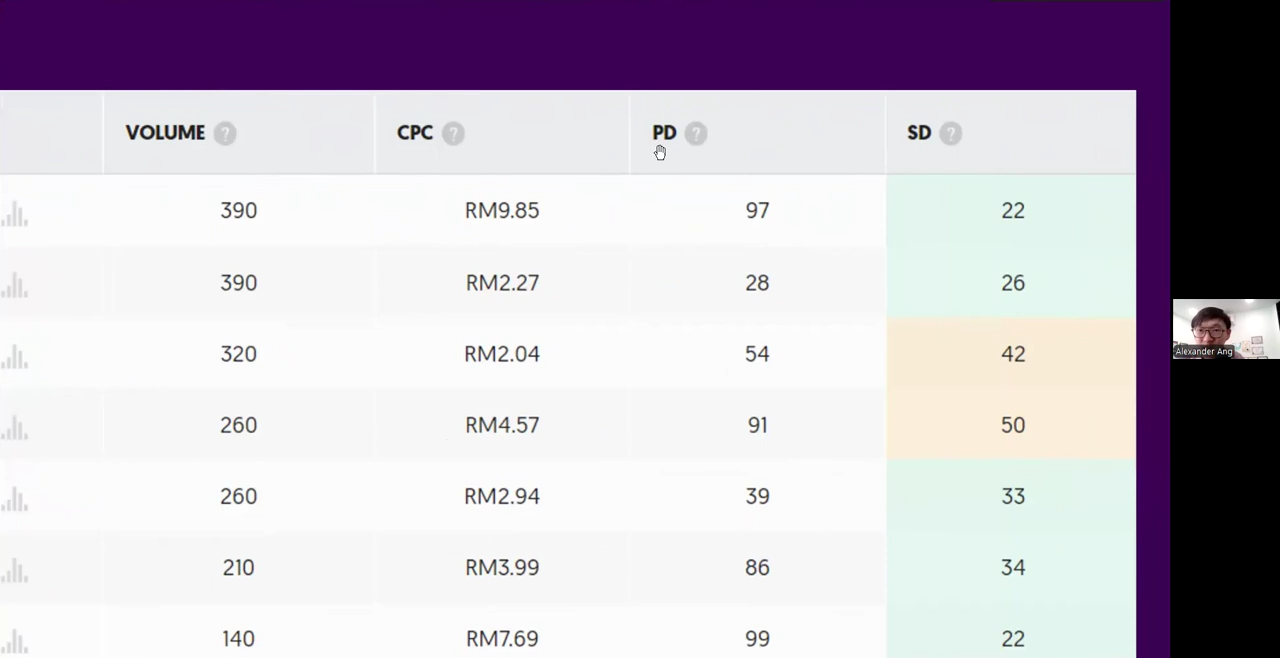 VOLUME ? CPC ? PD ? SD ?
390 RM9.85 97 22
390 RM2.27 28 26
320 RM2.04 54 42
260 RM4.57 91 50
260 RM2.94 39 33
210 RM3.99 86 34
140 RM7.69 99 22
Alexander Ang